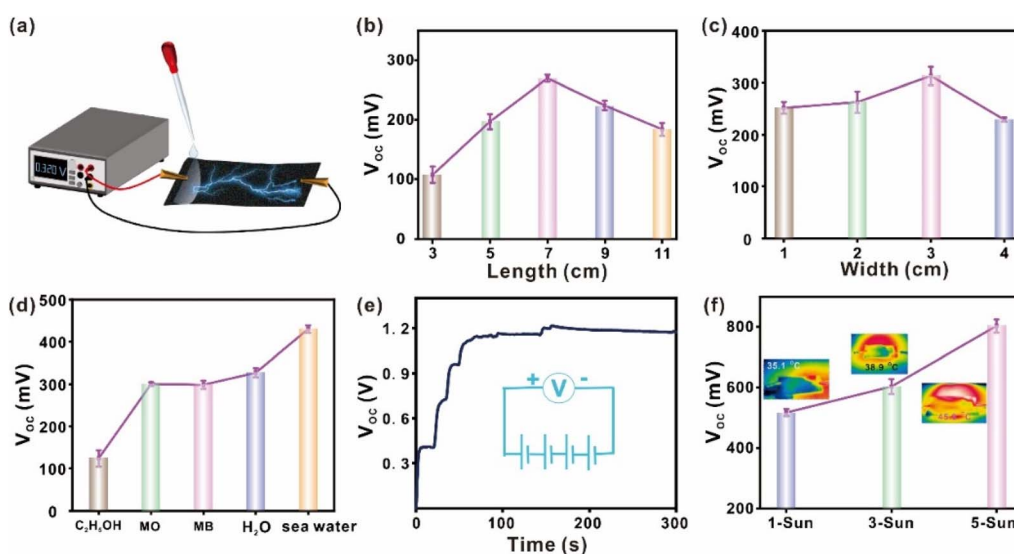 (a)
0.320 V
(b)
V_OC (mV)
300
200
100
0
3 5 7 9 11
Length (cm)
(c)
V_OC (mV)
400
300
200
100
0
1 2 3 4
Width (cm)
(d)
V_OC (mV)
500
400
300
200
100
0
C₂H₅OH MO MB H₂O sea water
(e)
V_OC (V)
1.2
0.9
0.6
0.3
+ V -
0 100 200 300
Time (s)
(f)
V_OC (mV)
800
600
400
200
35.1 °C
38.9 °C
1-Sun 3-Sun 5-Sun